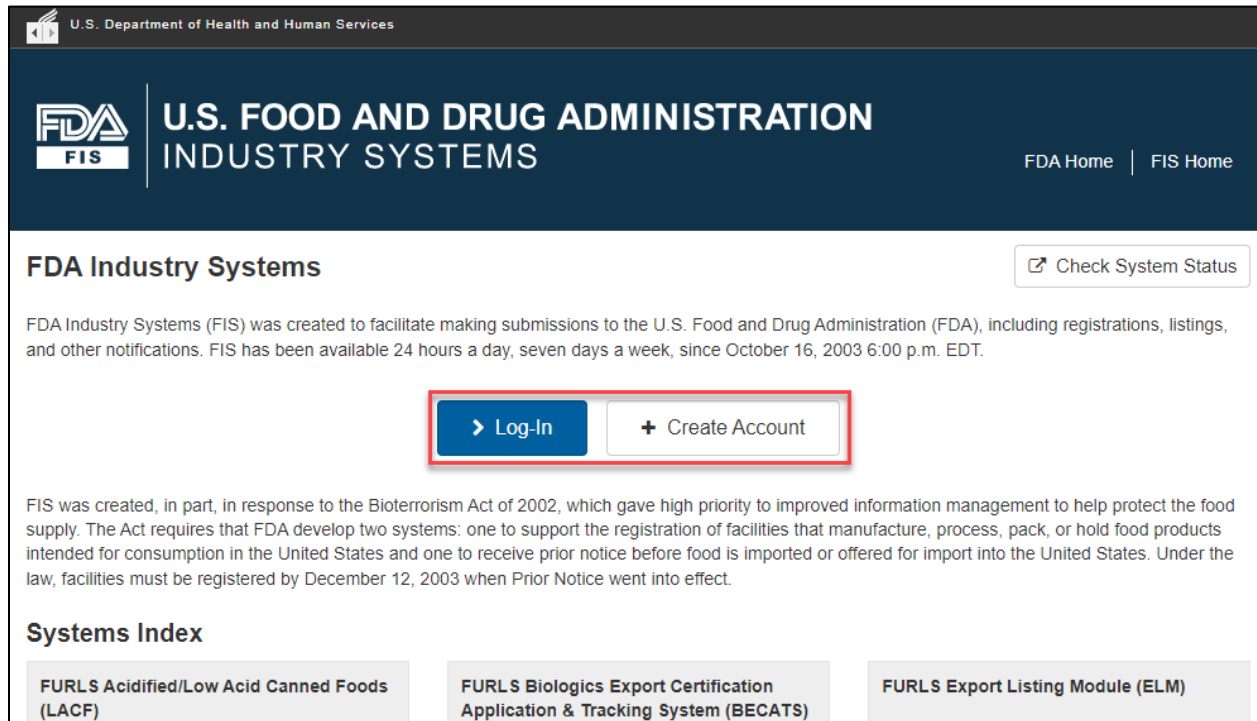 U.S. Department of Health and Human Services
FDA
FIS
U.S. FOOD AND DRUG ADMINISTRATION
INDUSTRY SYSTEMS
FDA Home
FIS Home
FDA Industry Systems
Check System Status
FDA Industry Systems (FIS) was created to facilitate making submissions to the U.S. Food and Drug Administration (FDA), including registrations, listings,
and other notifications. FIS has been available 24 hours a day, seven days a week, since October 16, 2003 6:00 p.m. EDT.
Log-In
+ Create Account
FIS was created, in part, in response to the Bioterrorism Act of 2002, which gave high priority to improved information management to help protect the food
supply. The Act requires that FDA develop two systems: one to support the registration of facilities that manufacture, process, pack, or hold food products
intended for consumption in the United States and one to receive prior notice before food is imported or offered for import into the United States. Under the
law, facilities must be registered by December 12, 2003 when Prior Notice went into effect.
Systems Index
FURLS Acidified/Low Acid Canned Foods
(LACF)
FURLS Biologics Export Certification
Application & Tracking System (BECATS)
FURLS Export Listing Module (ELM)